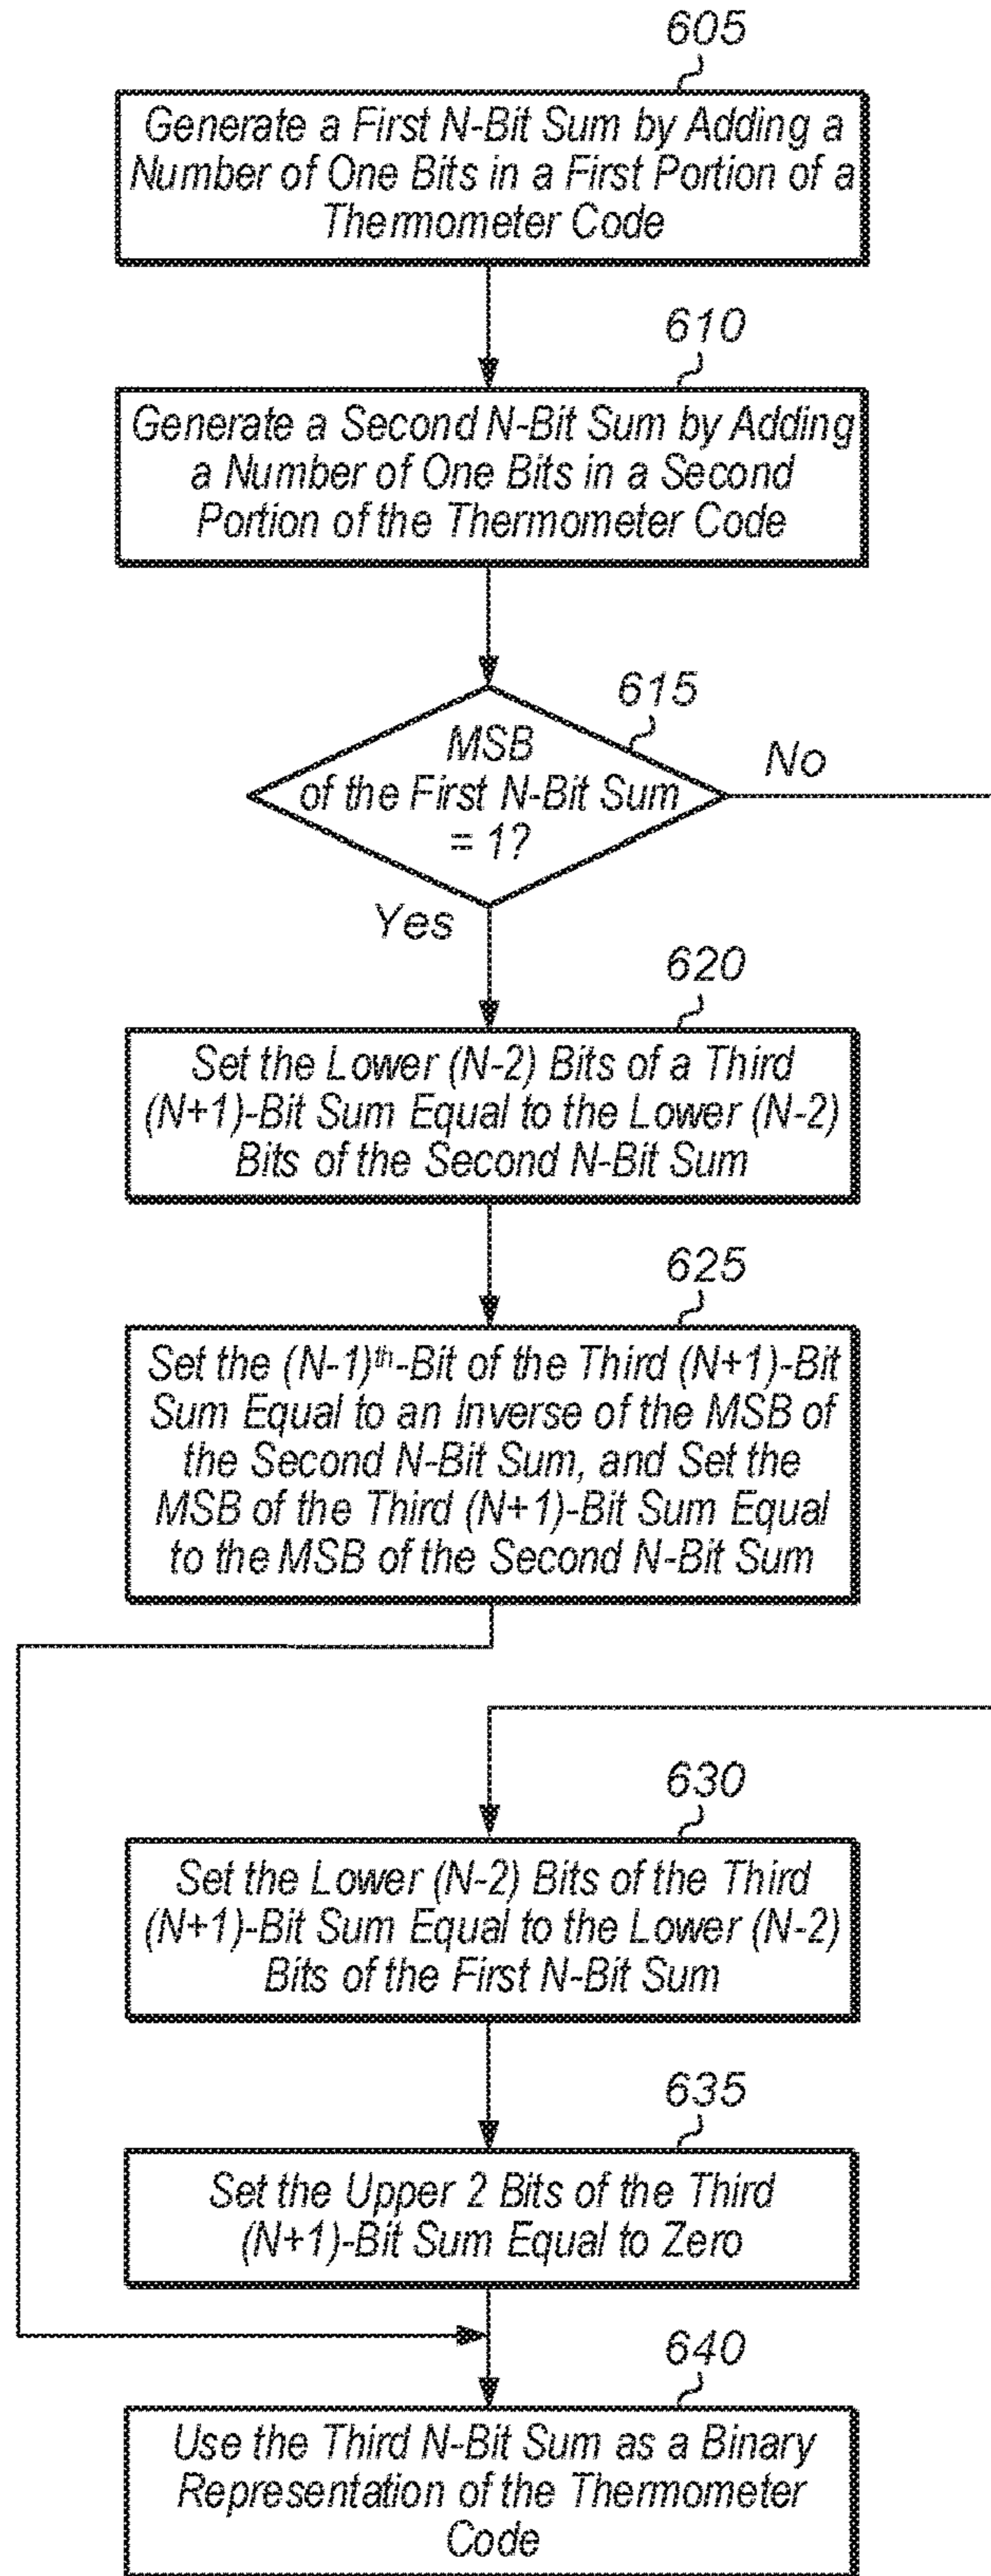 605
Generate a First N-Bit Sum by Adding a
Number of One Bits in a First Portion of a
Thermometer Code
610
Generate a Second N-Bit Sum by Adding
a Number of One Bits in a Second
Portion of the Thermometer Code
615
MSB
of the First N-Bit Sum
= 1?
No
Yes
620
Set the Lower (N-2) Bits of a Third
(N+1)-Bit Sum Equal to the Lower (N-2)
Bits of the Second N-Bit Sum
625
Set the (N-1)th-Bit of the Third (N+1)-Bit
Sum Equal to an Inverse of the MSB of
the Second N-Bit Sum, and Set the
MSB of the Third (N+1)-Bit Sum Equal
to the MSB of the Second N-Bit Sum
630
Set the Lower (N-2) Bits of the Third
(N+1)-Bit Sum Equal to the Lower (N-2)
Bits of the First N-Bit Sum
635
Set the Upper 2 Bits of the Third
(N+1)-Bit Sum Equal to Zero
640
Use the Third N-Bit Sum as a Binary
Representation of the Thermometer
Code